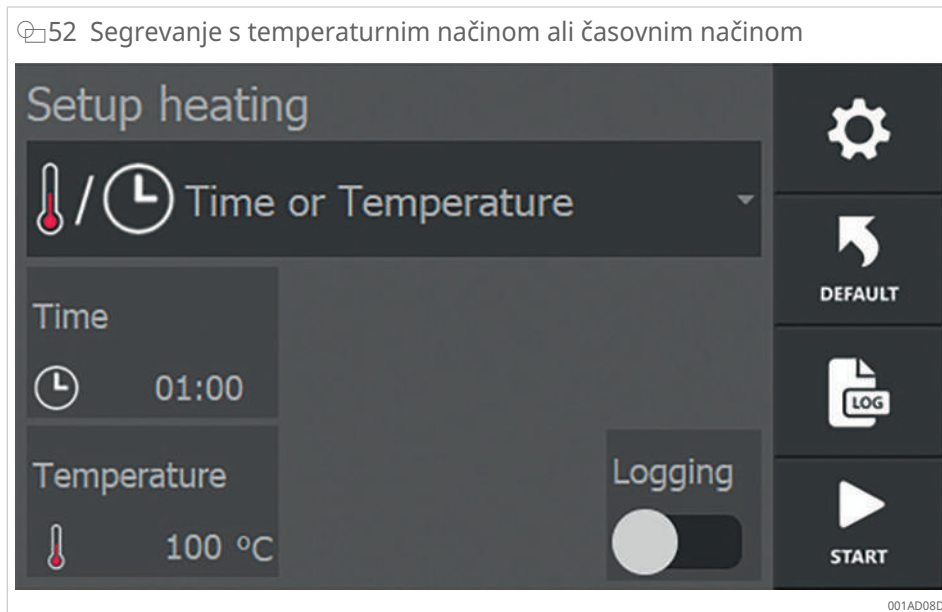 52 Segrevanje s temperaturnim načinom ali časovnim načinom
Setup heating
/ Time or Temperature
DEFAULT
Time
01:00
LOG
Temperature
100 °C
Logging
START
001AD08D